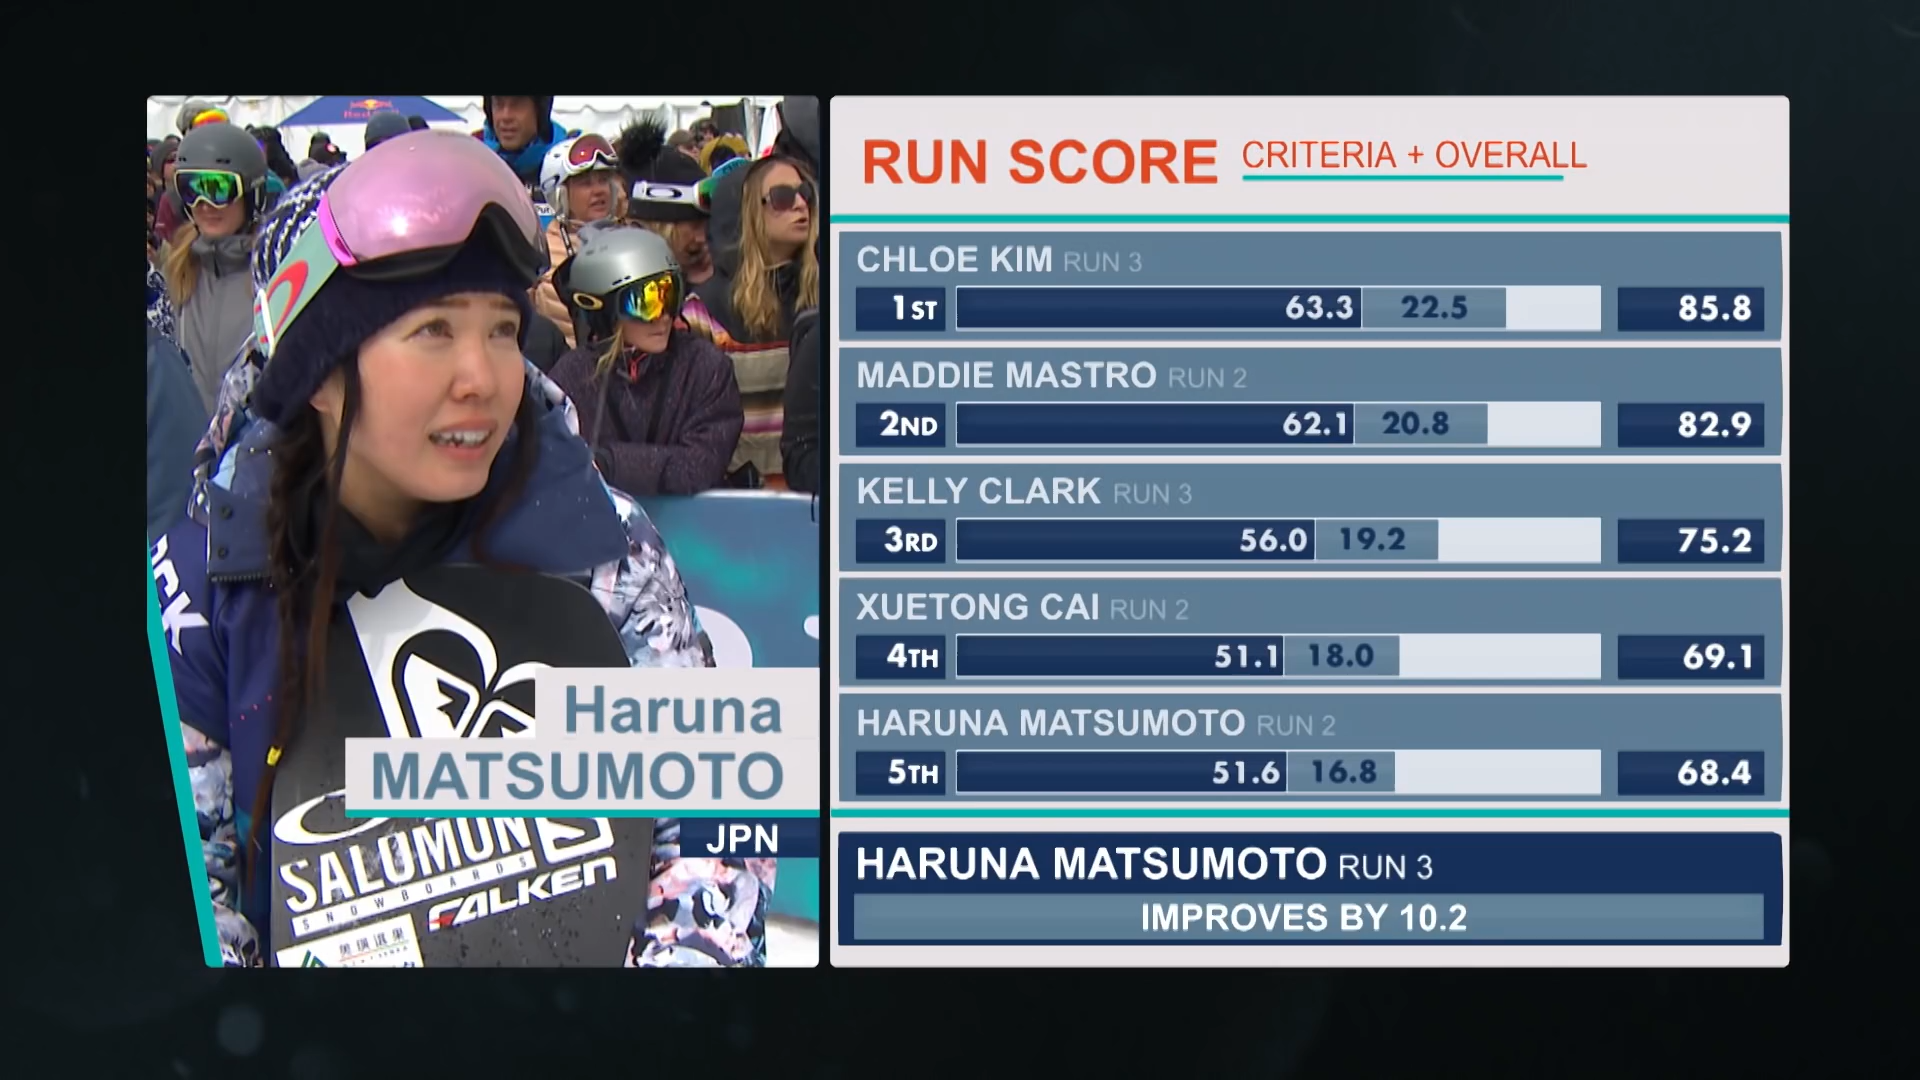 RUN SCORE CRITERIA + OVERALL
CHLOE KIM RUN 3
1ST 63.3 22.5 85.8
MADDIE MASTRO RUN 2
2ND 62.1 20.8 82.9
KELLY CLARK RUN 3
3RD 56.0 19.2 75.2
XUETONG CAI RUN 2
4TH 51.1 18.0 69.1
HARUNA MATSUMOTO RUN 2
5TH 51.6 16.8 68.4
HARUNA MATSUMOTO RUN 3
IMPROVES BY 10.2
Haruna
MATSUMOTO
JPN
SALOMON
SNOWBOARDS
FALKEN